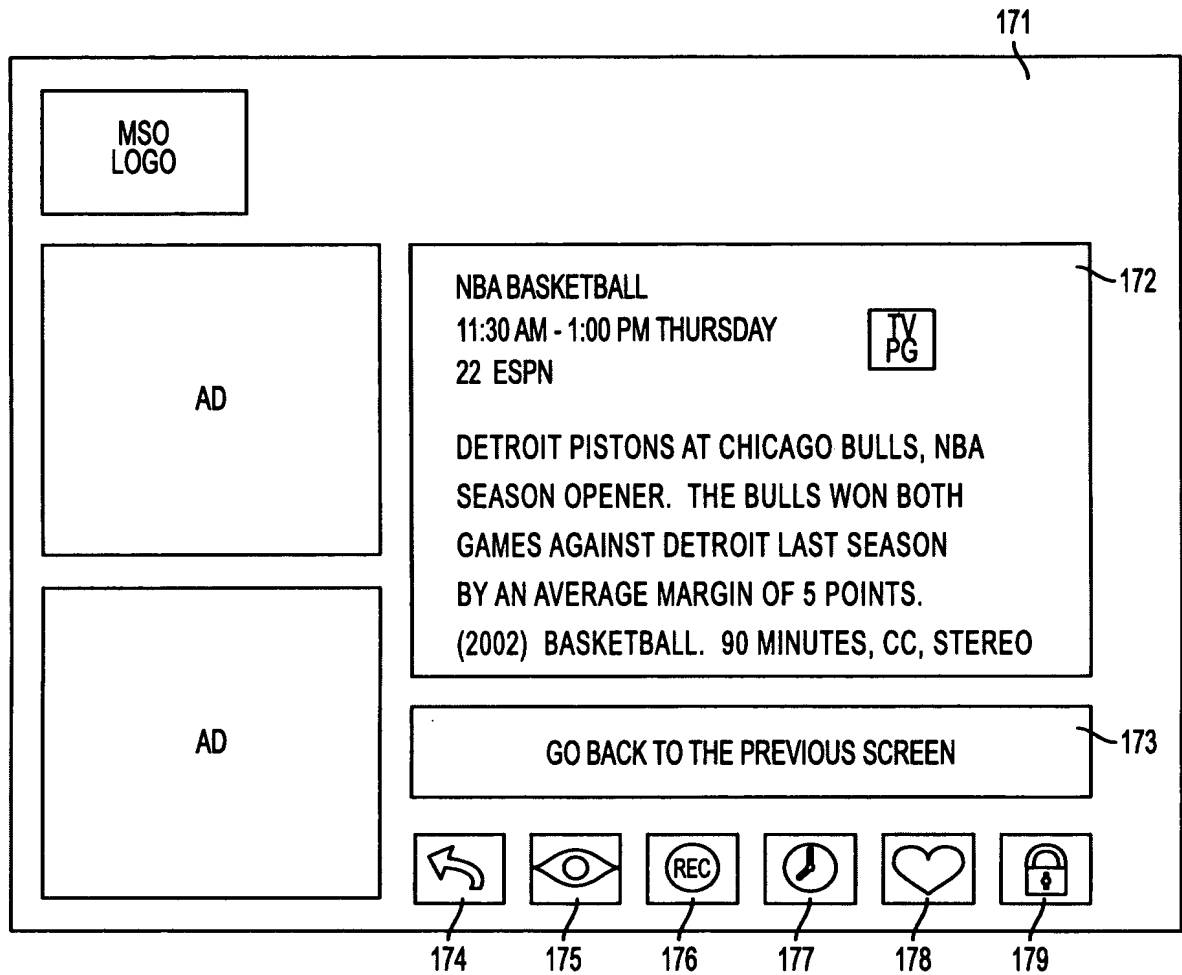 171
MSO
LOGO
AD
NBA BASKETBALL
11:30 AM - 1:00 PM THURSDAY
22 ESPN
TV
PG
172
DETROIT PISTONS AT CHICAGO BULLS, NBA
SEASON OPENER. THE BULLS WON BOTH
GAMES AGAINST DETROIT LAST SEASON
BY AN AVERAGE MARGIN OF 5 POINTS.
(2002) BASKETBALL. 90 MINUTES, CC, STEREO
AD
GO BACK TO THE PREVIOUS SCREEN
173
REC
174 175 176 177 178 179